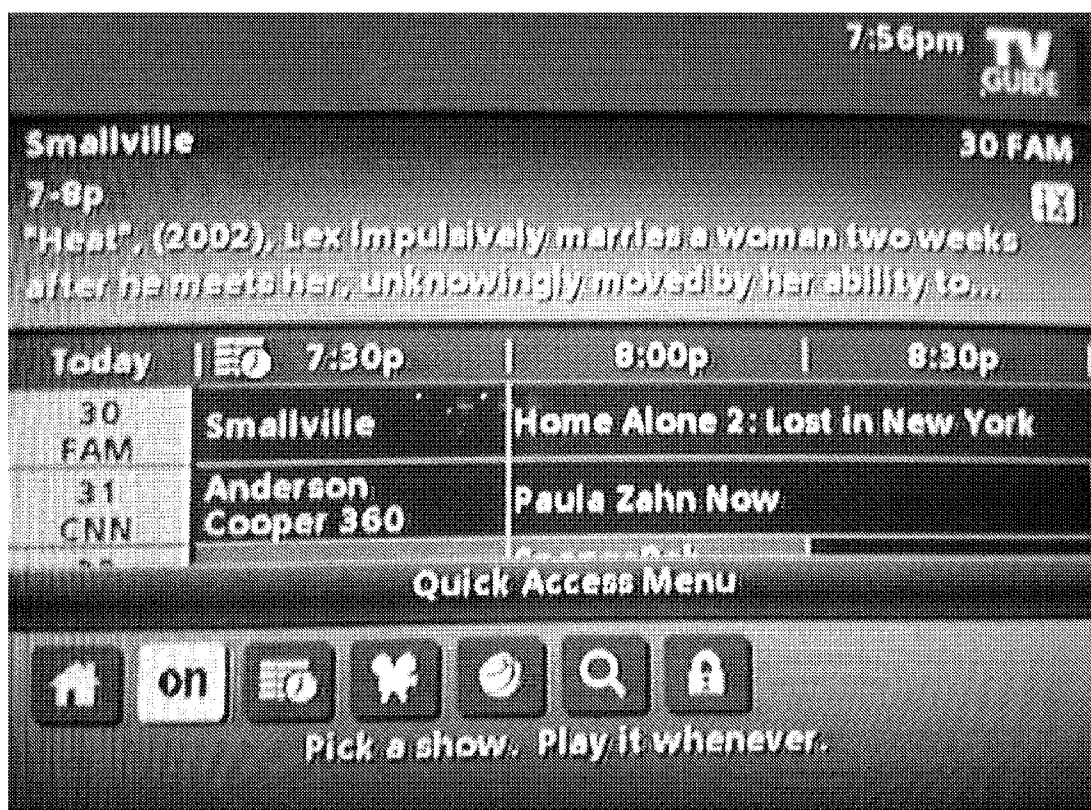 7:56pm
TV
GUIDE
Smallville
30 FAM
7-8p
"Heat", (2002), Lex impulsively marries a woman two weeks
after he meets her, unknowingly moved by her ability to...
Today 7:30p 8:00p 8:30p
30
FAM
Smallville
Home Alone 2: Lost in New York
31
CNN
Anderson
Cooper 360
Paula Zahn Now
Quick Access Menu
on
Pick a show. Play it whenever.